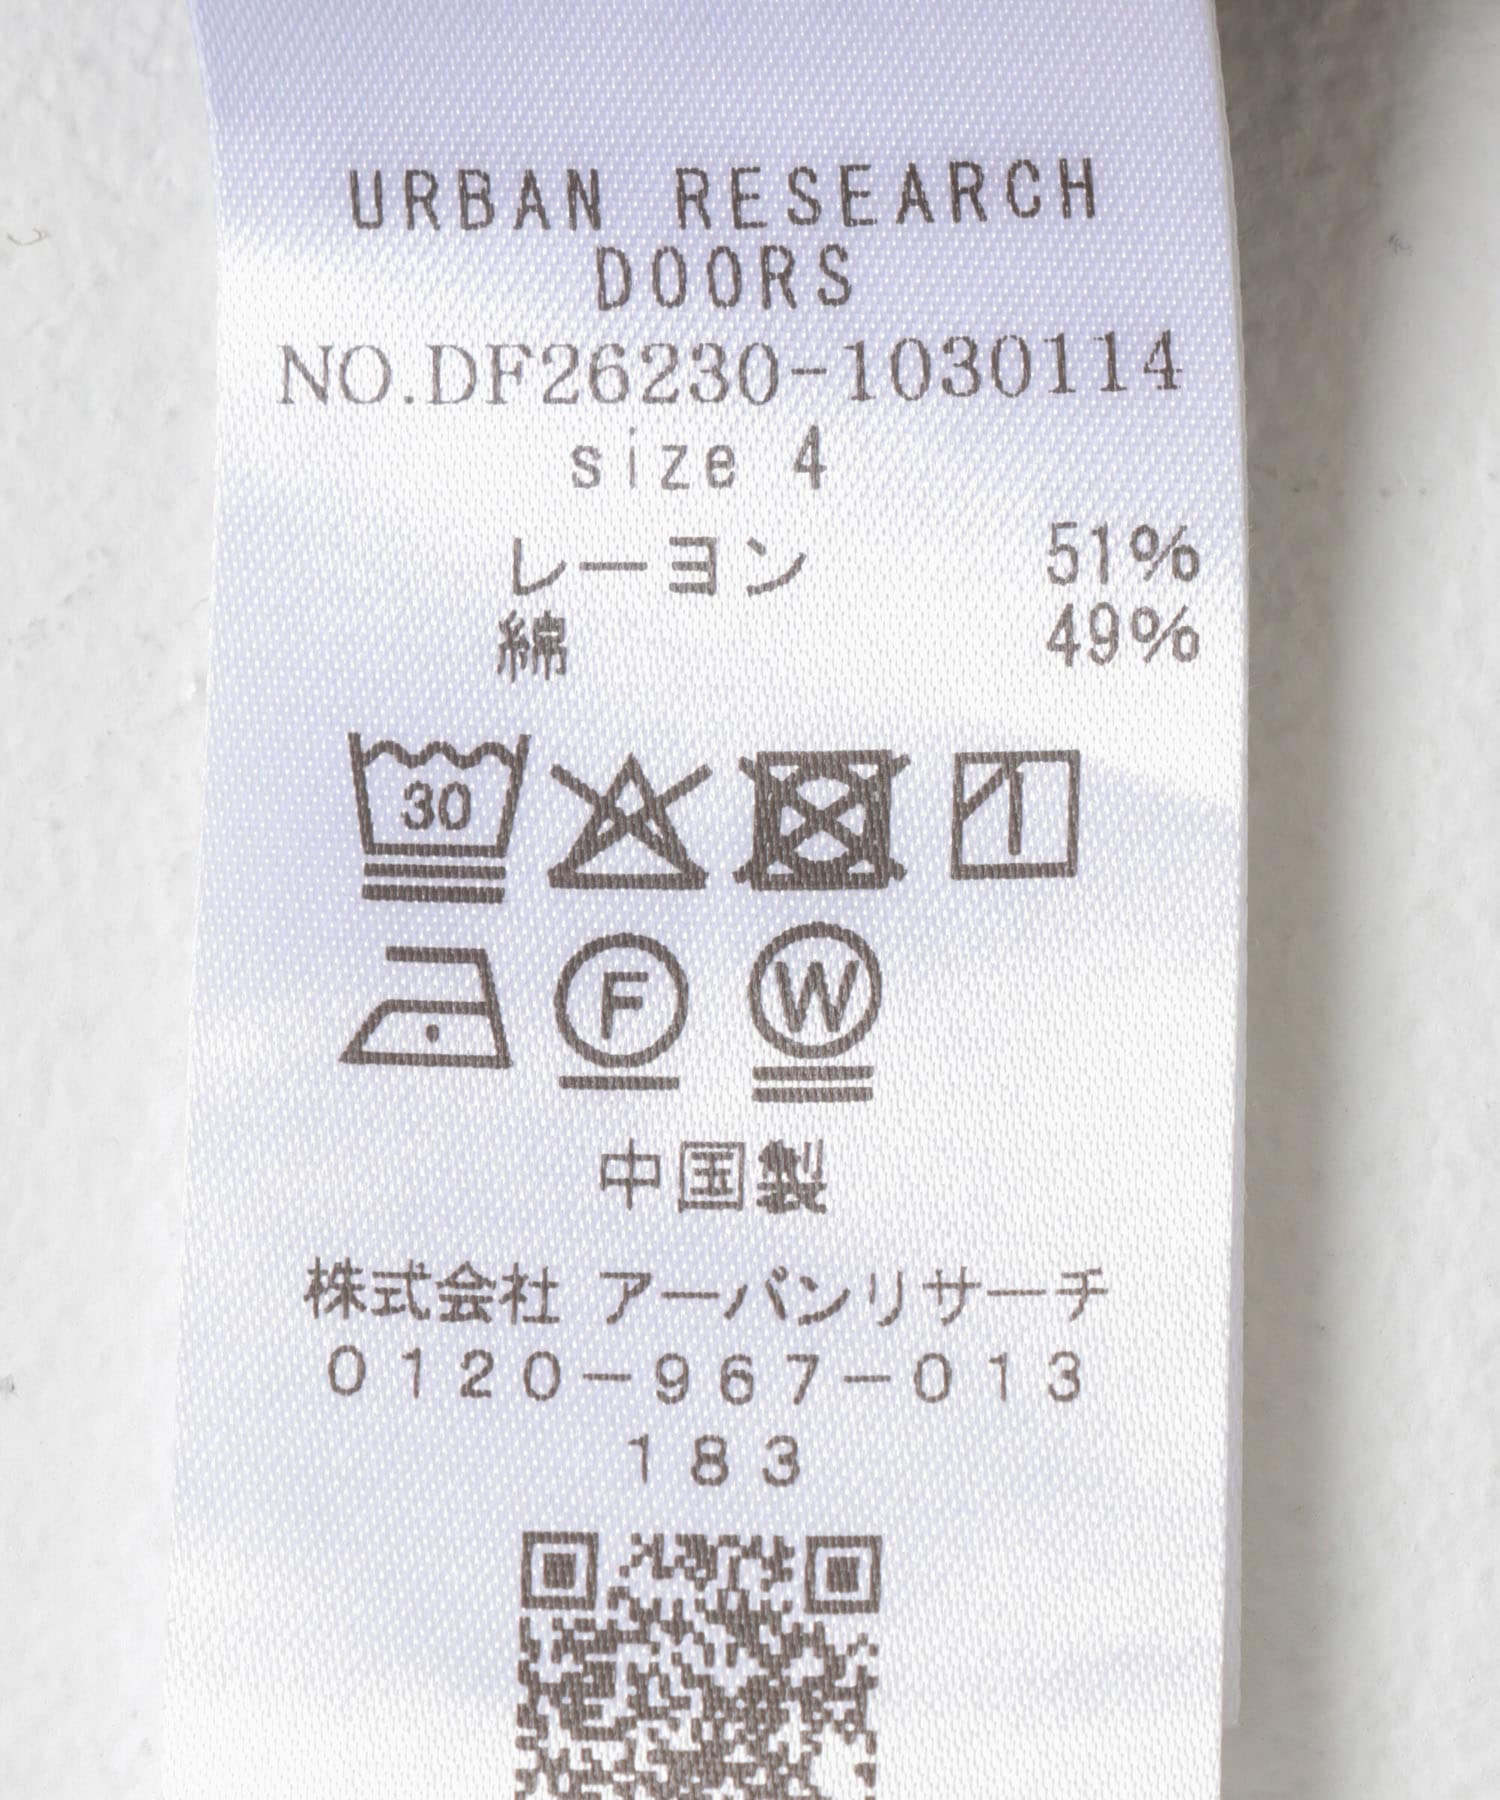 URBAN RESEARCH
DOORS
NO.DF26230-1030114
size 4
レーヨン 51%
綿 49%
30
F
W
中国製
株式会社 アーバンリサーチ
0120-967-013
183